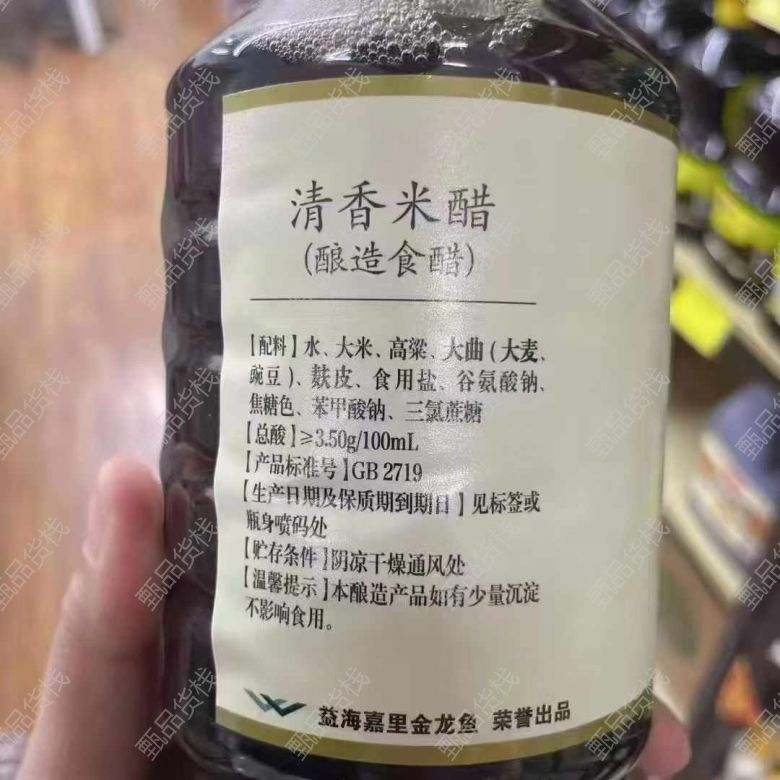 清香米醋
(酿造食醋)
【配料】水、大米、高粱、大曲(大麦、
豌豆)、麸皮、食用盐、谷氨酸钠、
焦糖色、苯甲酸钠、三氯蔗糖
【总酸】≥3.50g/100mL
【产品标准号】GB 2719
【生产日期及保质期到期日】见标签或
瓶身喷码处
【贮存条件】阴凉干燥通风处
【温馨提示】本酿造产品如有少量沉淀
不影响食用。
益海嘉里金龙鱼 荣誉出品
甄品货栈